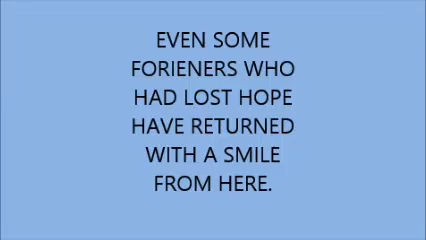 EVEN SOME
FORIENERS WHO
HAD LOST HOPE
HAVE RETURNED
WITH A SMILE
FROM HERE.